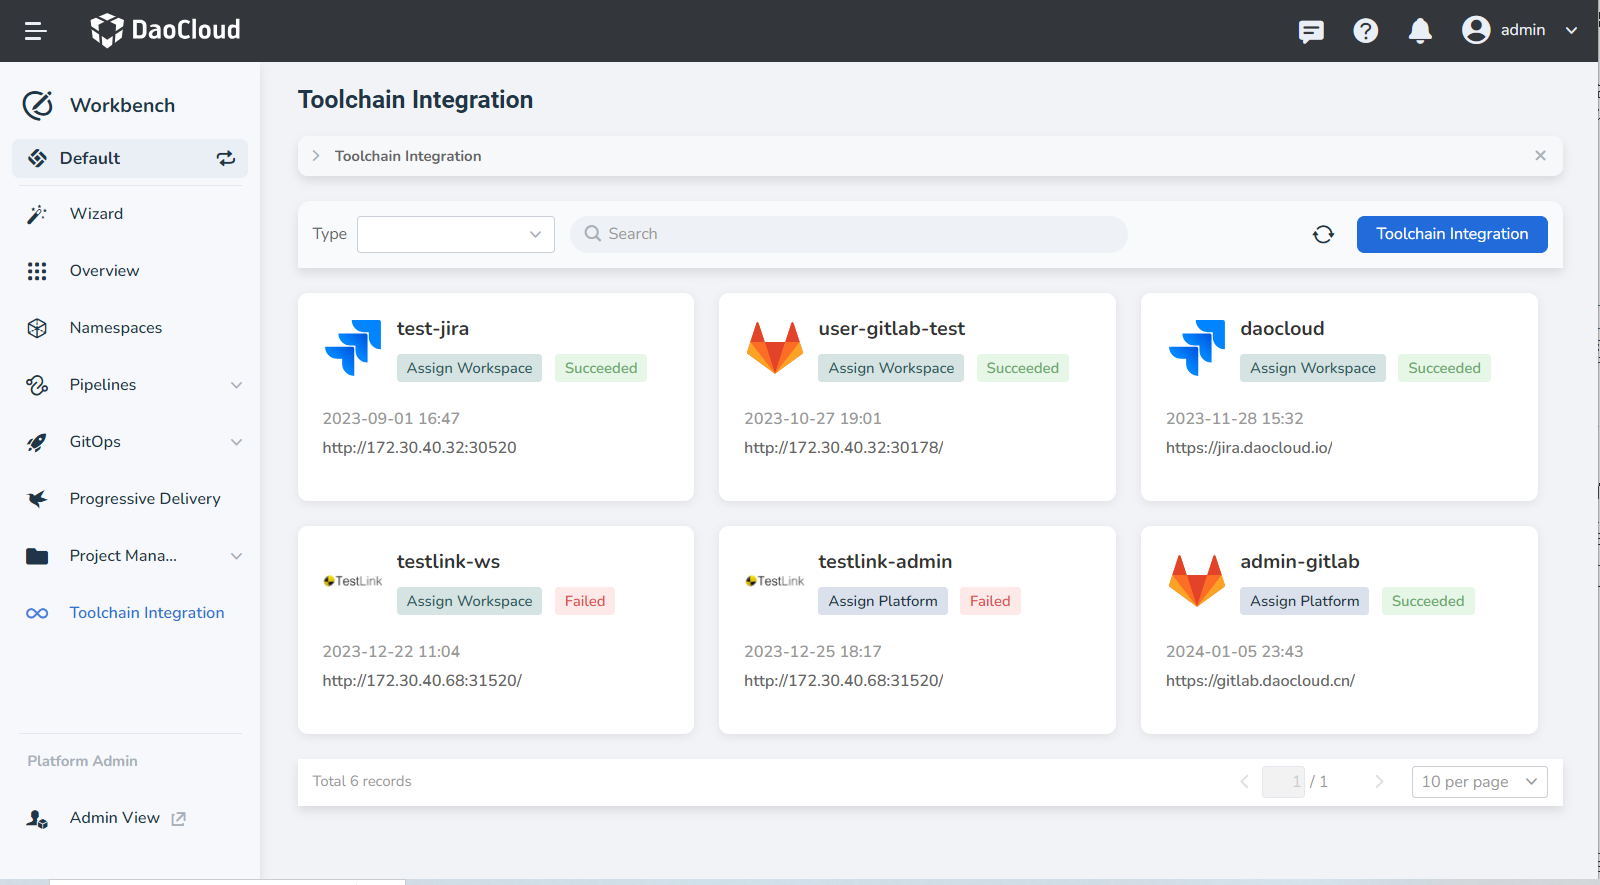 DaoCloud
admin
Workbench
Default
Wizard
Overview
Namespaces
Pipelines
GitOps
Progressive Delivery
Project Mana...
Toolchain Integration
Platform Admin
Admin View
Toolchain Integration
Toolchain Integration
Type
Search
Toolchain Integration
test-jira
Assign Workspace
Succeeded
2023-09-01 16:47
http://172.30.40.32:30520
user-gitlab-test
Assign Workspace
Succeeded
2023-10-27 19:01
http://172.30.40.32:30178/
daocloud
Assign Workspace
Succeeded
2023-11-28 15:32
https://jira.daocloud.io/
TestLink
testlink-ws
Assign Workspace
Failed
2023-12-22 11:04
http://172.30.40.68:31520/
TestLink
testlink-admin
Assign Platform
Failed
2023-12-25 18:17
http://172.30.40.68:31520/
admin-gitlab
Assign Platform
Succeeded
2024-01-05 23:43
https://gitlab.daocloud.cn/
Total 6 records
1 / 1
10 per page